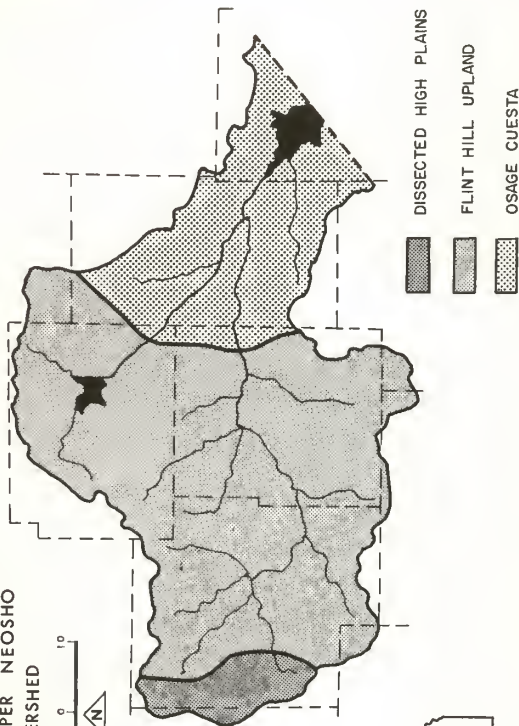 PER NEOSHO
ERSHED
0 10
N
DISSECTED HIGH PLAINS
FLINT HILL UPLAND
OSAGE CUESTA